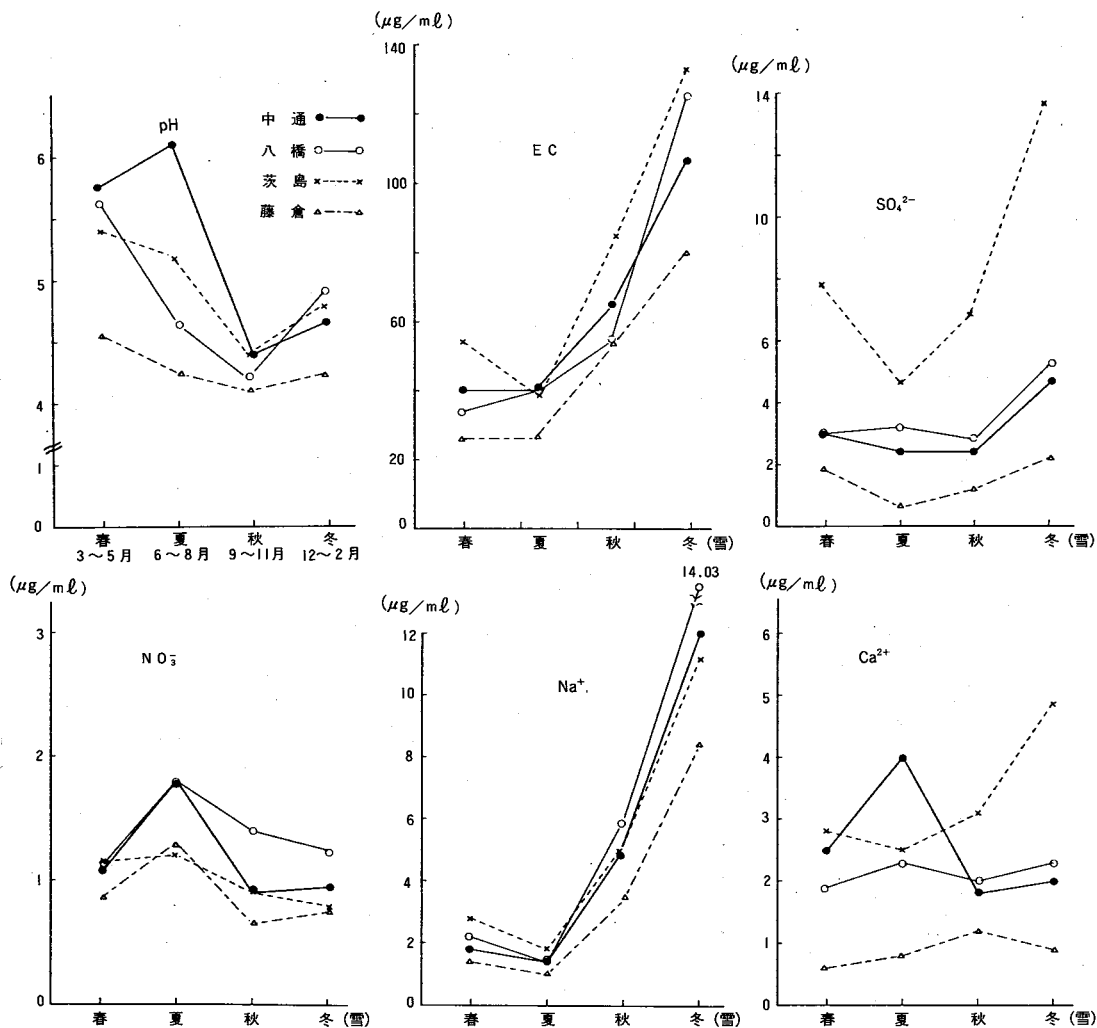 (μg/mℓ)
140
100
60
20
0
EC
春
夏
秋
冬(雪)
6
5
4
1
0
pH
中通
八橋
茨島
藤倉
春
3～5月
夏
6～8月
秋
9～11月
冬
12～2月
(μg/mℓ)
14
10
8
6
4
2
0
SO₄²⁻
春
夏
秋
冬(雪)
(μg/mℓ)
3
2
1
0
NO₃⁻
春
夏
秋
冬(雪)
(μg/mℓ)
12
10
8
6
4
2
0
14.03
Na⁺
春
夏
秋
冬(雪)
(μg/mℓ)
6
5
4
3
2
1
0
Ca²⁺
春
夏
秋
冬(雪)